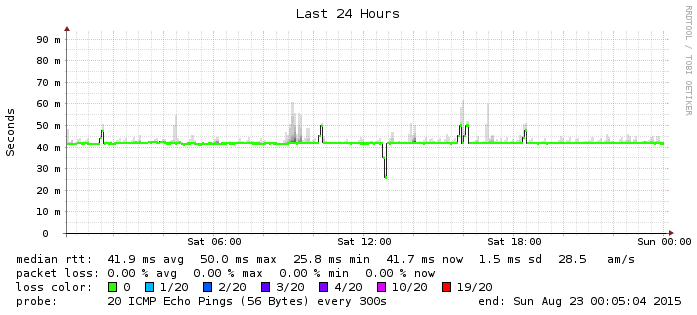 Last 24 Hours
RRDTOOL / TOBI OETIKER
Seconds
90 m
80 m
70 m
60 m
50 m
40 m
30 m
20 m
10 m
0
Sat 06:00 Sat 12:00 Sat 18:00 Sun 00:00
median rtt: 41.9 ms avg 50.0 ms max 25.8 ms min 41.7 ms now 1.5 ms sd 28.5 am/s
packet loss: 0.00 % avg 0.00 % max 0.00 % min 0.00 % now
loss color: 0 1/20 2/20 3/20 4/20 10/20 19/20
probe: 20 ICMP Echo Pings (56 Bytes) every 300s end: Sun Aug 23 00:05:04 2015